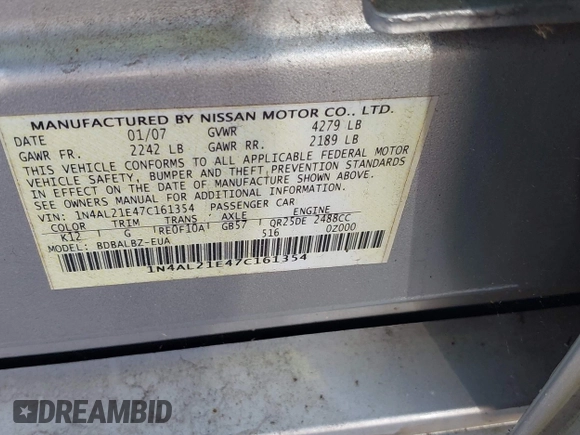 MANUFACTURED BY NISSAN MOTOR CO., LTD.
DATE 01/07 GVWR 4279 LB
GAWR FR. 2242 LB GAWR RR. 2189 LB
THIS VEHICLE CONFORMS TO ALL APPLICABLE FEDERAL MOTOR
VEHICLE SAFETY, BUMPER, AND THEFT PREVENTION STANDARDS
IN EFFECT ON THE DATE OF MANUFACTURE SHOWN ABOVE.
SEE OWNERS MANUAL FOR ADDITIONAL INFORMATION.
VIN: 1N4AL21E47C161354 PASSENGER CAR
COLOR TRIM TRANS AXLE ENGINE
K12 G RE0F10A GB57 QR25DE 2488CC
MODEL: BDBALBZ-EUA 516 0Z000
1N4AL21E47C161354
DREAMBID